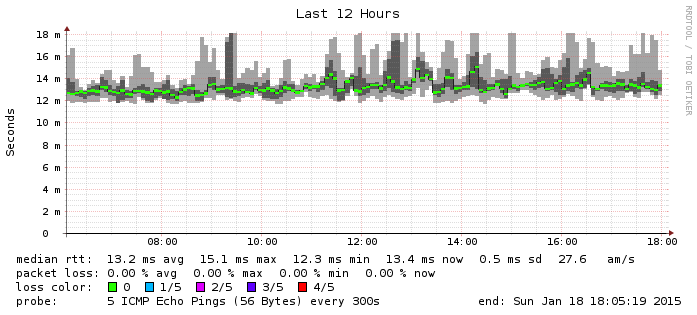 Last 12 Hours
RRDTOOL / TOBI OETIKER
Seconds
18 m
16 m
14 m
12 m
10 m
8 m
6 m
4 m
2 m
0
08:00 10:00 12:00 14:00 16:00 18:00
median rtt: 13.2 ms avg 15.1 ms max 12.3 ms min 13.4 ms now 0.5 ms sd 27.6 am/s
packet loss: 0.00 % avg 0.00 % max 0.00 % min 0.00 % now
loss color: 0 1/5 2/5 3/5 4/5
probe: 5 ICMP Echo Pings (56 Bytes) every 300s end: Sun Jan 18 18:05:19 2015